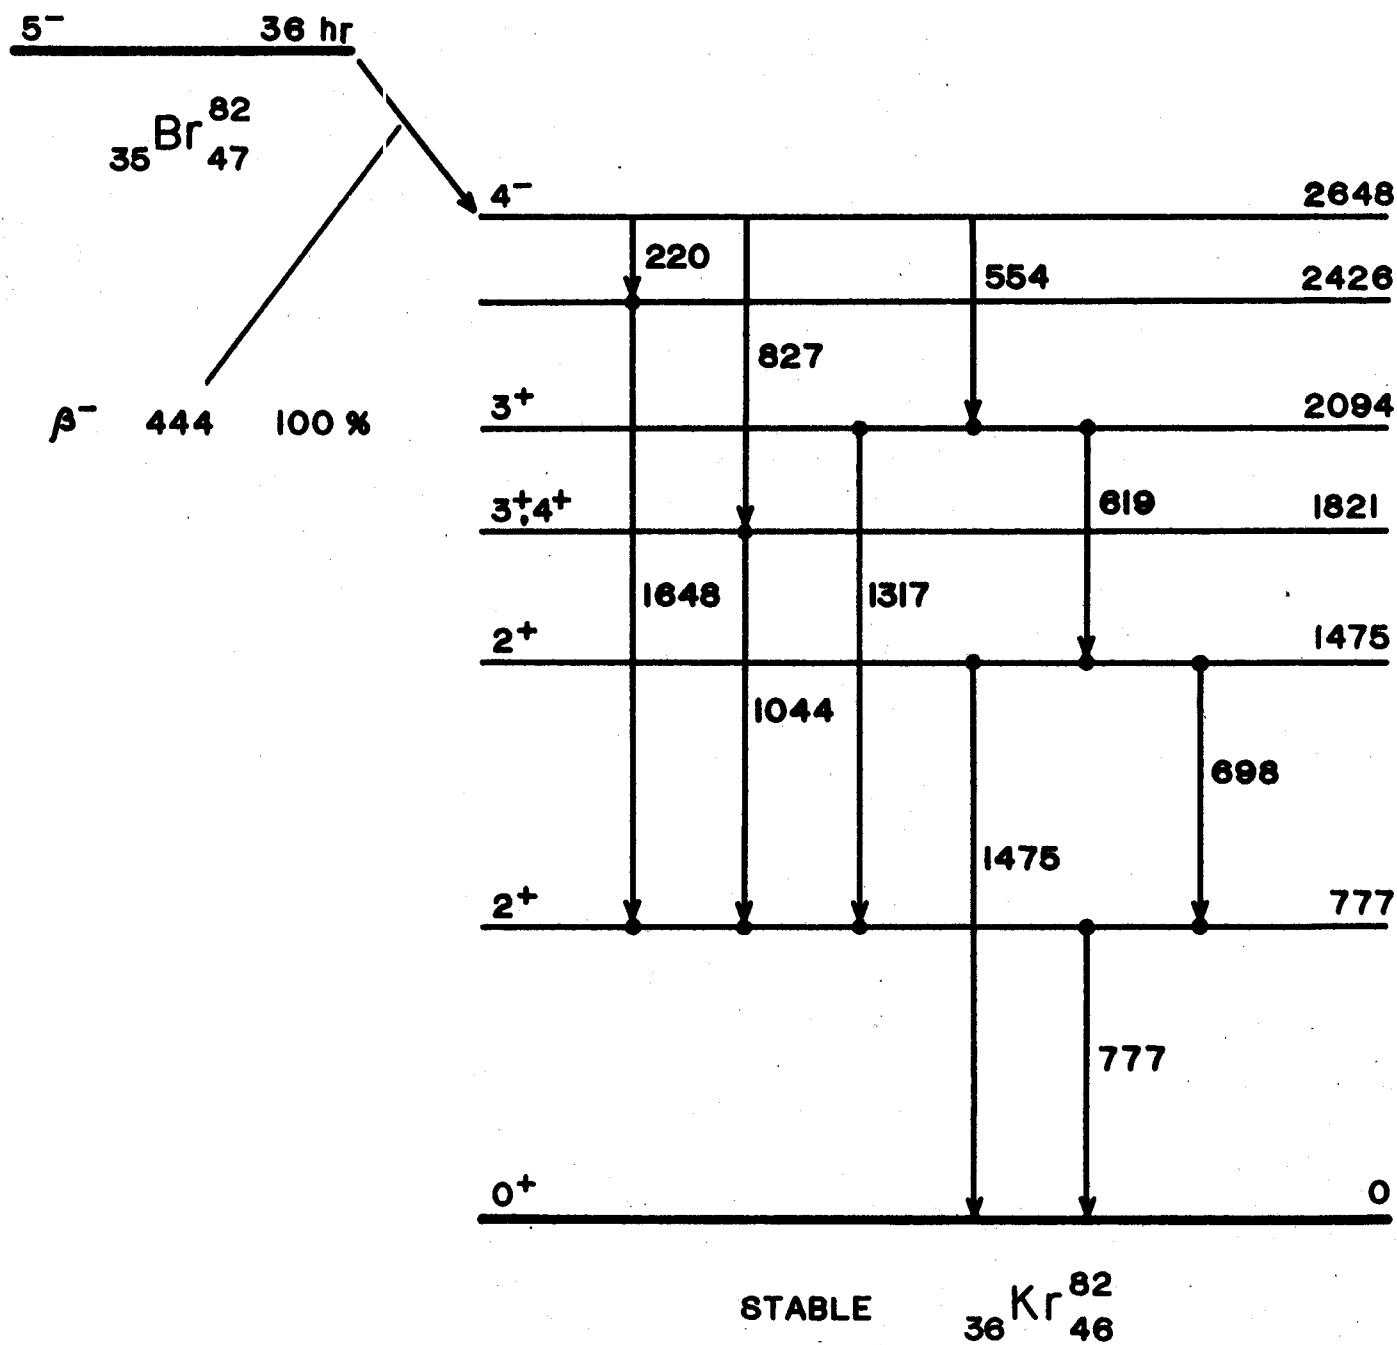 5⁻ 36 hr
₃₅Br⁸²₄₇
4⁻ 2648
220
554 2426
827
β⁻ 444 100 %
3⁺ 2094
3⁺,4⁺ 619 1821
1648 1317
2⁺ 1475
1044
698
1475
2⁺ 777
777
0⁺ 0
STABLE ₃₆Kr⁸²₄₆